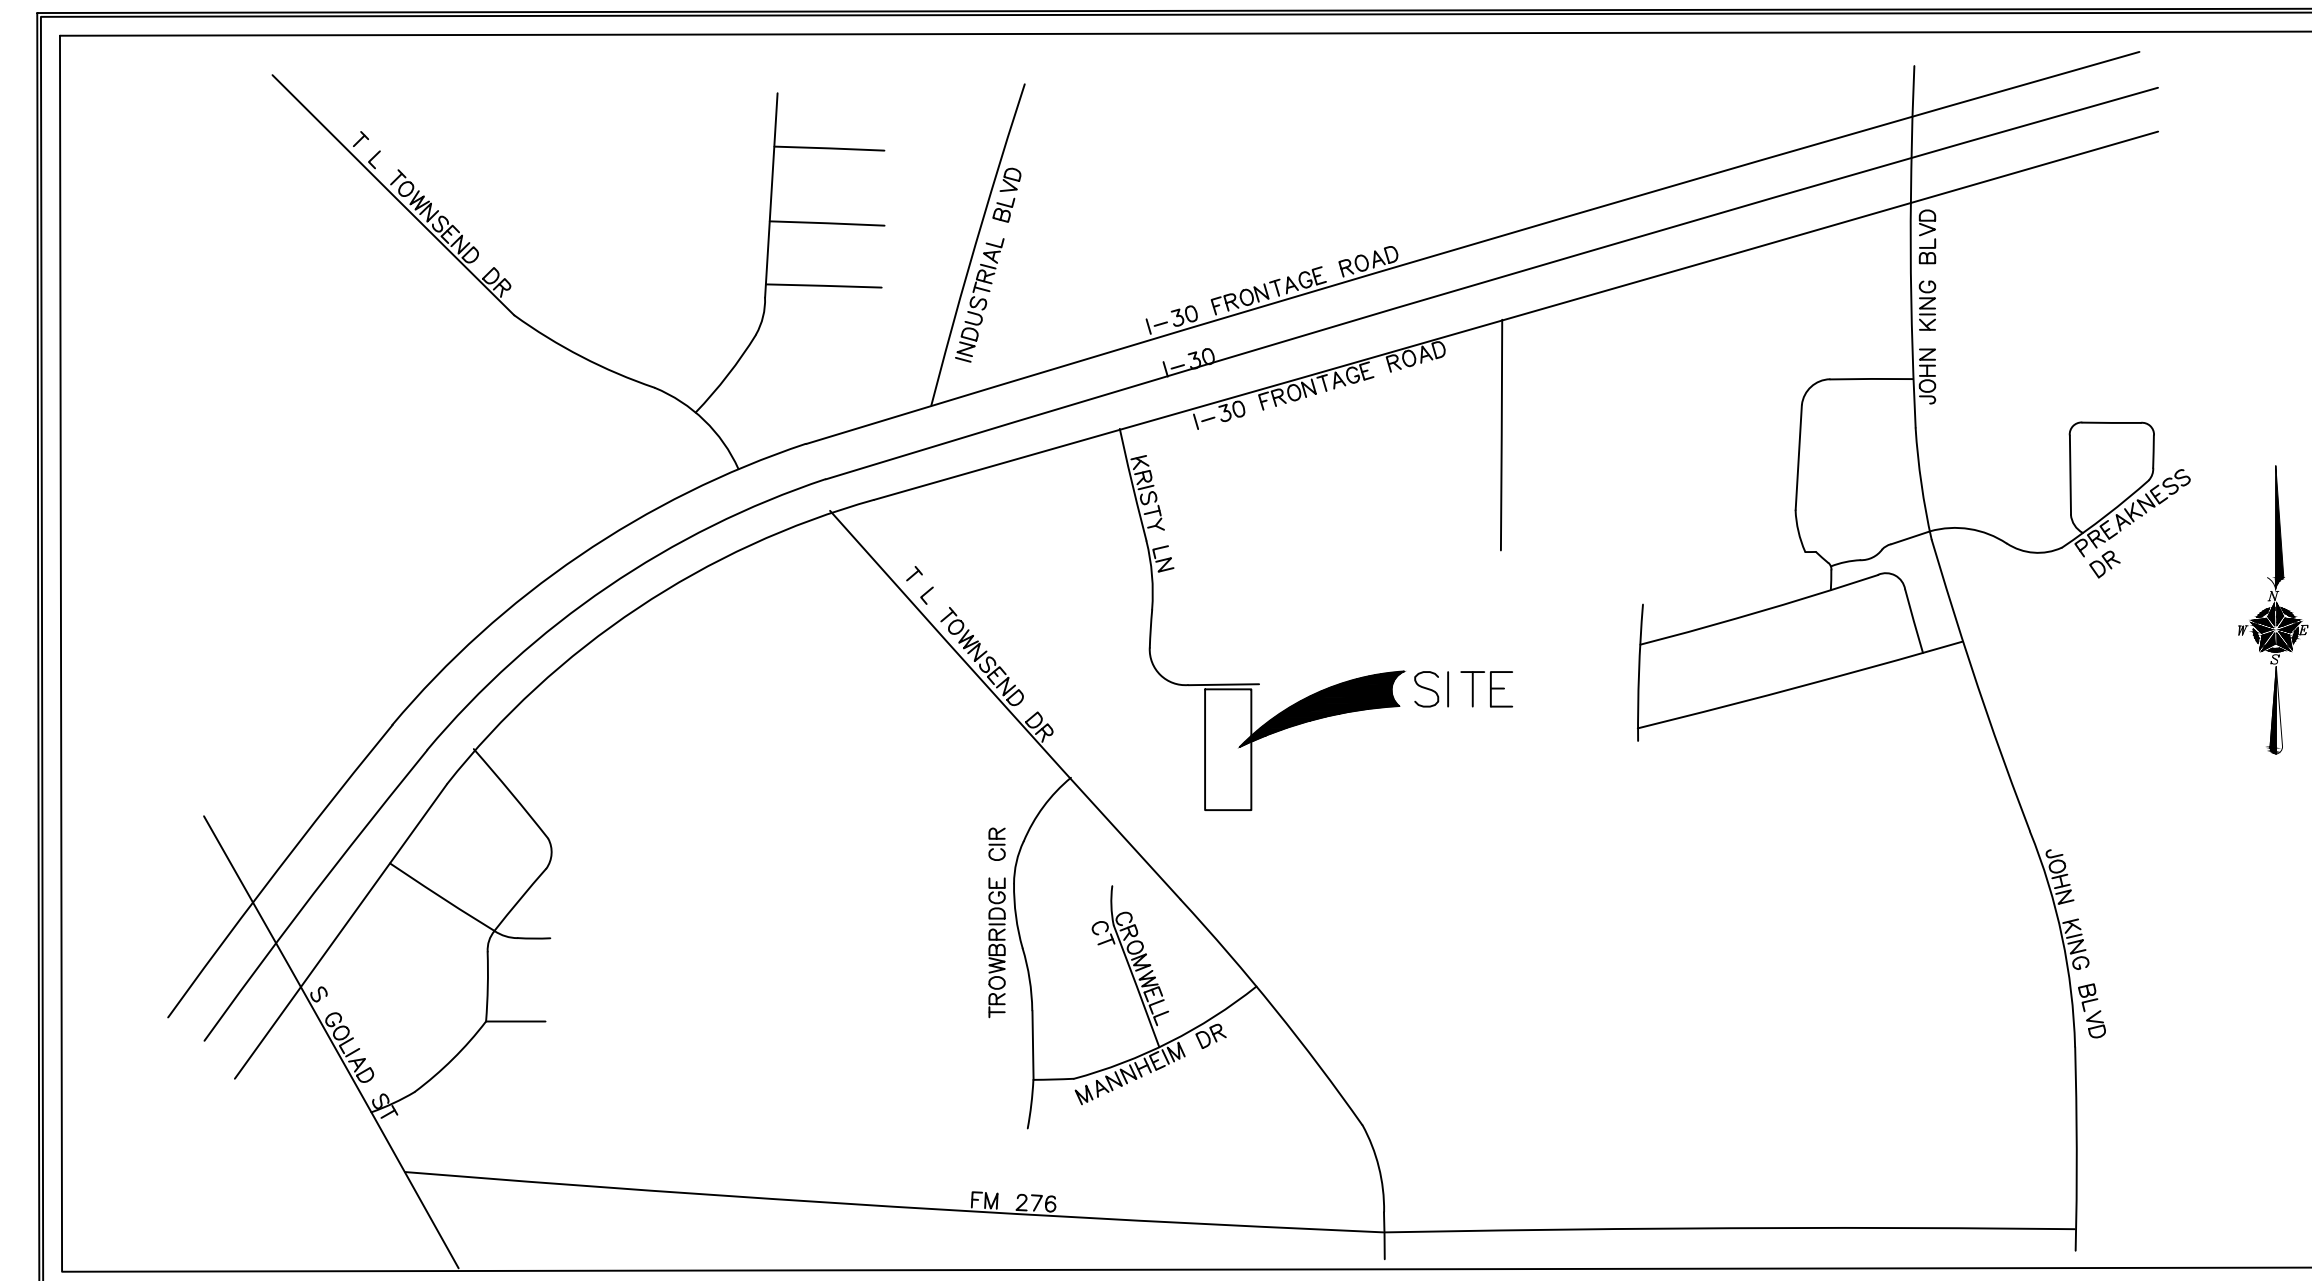 T L TOWNSEND DR
INDUSTRIAL BLVD
I-30 FRONTAGE ROAD
JOHN KING BLVD
I-30
I-30 FRONTAGE ROAD
KRISTY LN
PREAKNESS
DR
T L TOWNSEND DR
N
W E
S
SITE
TROWBRIDGE CIR
CROMWELL
CT
JOHN KING BLVD
MANNHEIM DR
S GOLIAD ST
FM 276